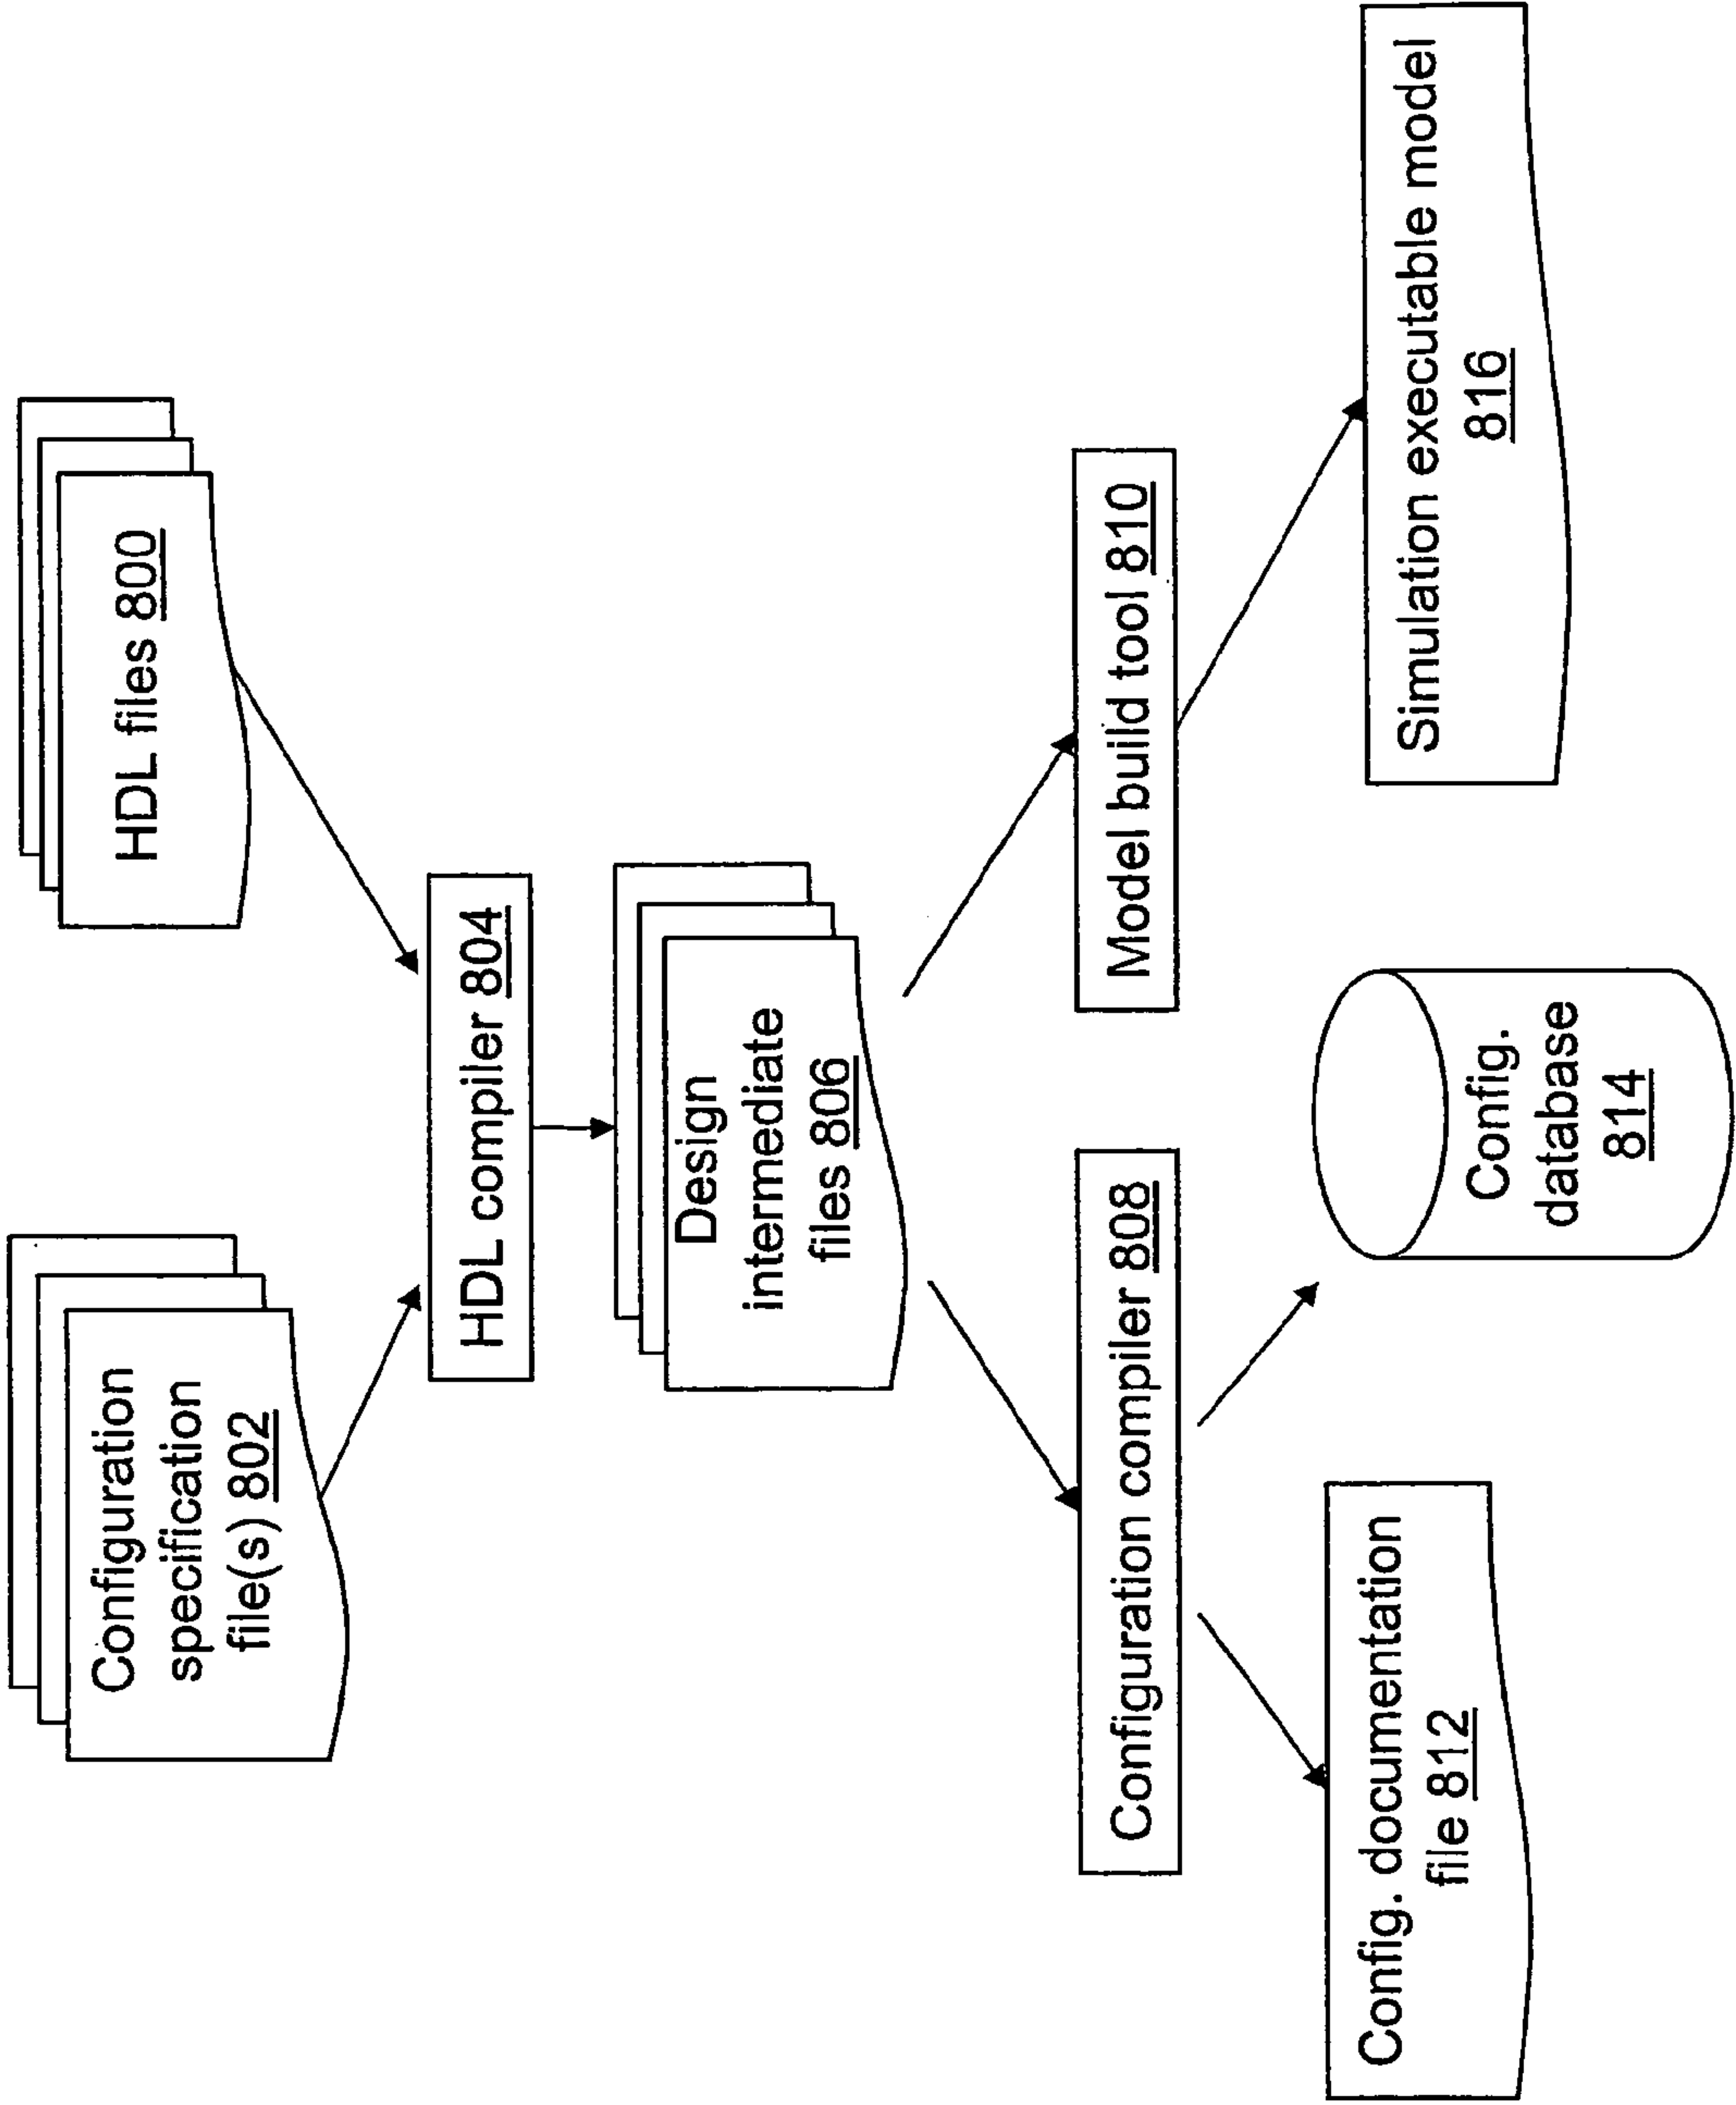 Configuration
specification
file(s) 802
HDL files 800
HDL compiler 804
Design
intermediate
files 806
Configuration compiler 808
Model build tool 810
Config. documentation
file 812
Config.
database
814
Simulation executable model
816